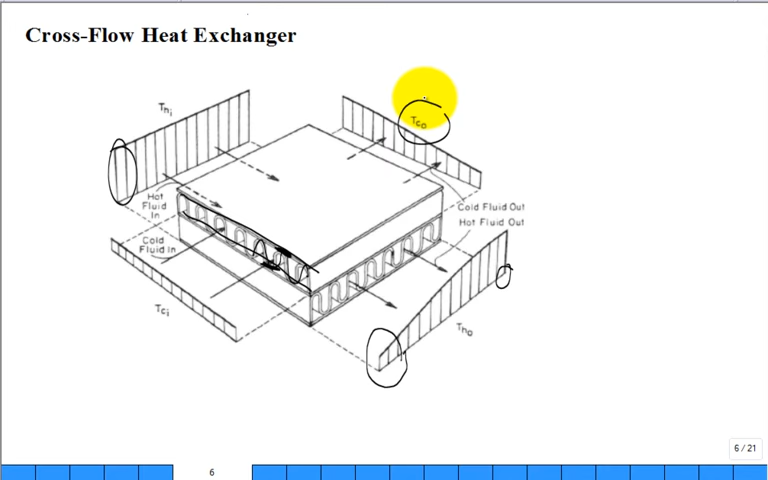 Cross-Flow Heat Exchanger
Thi
Tco
Hot
Fluid
In
Cold
Fluid In
Cold Fluid Out
Hot Fluid Out
Tci
Tho
6 / 21
6